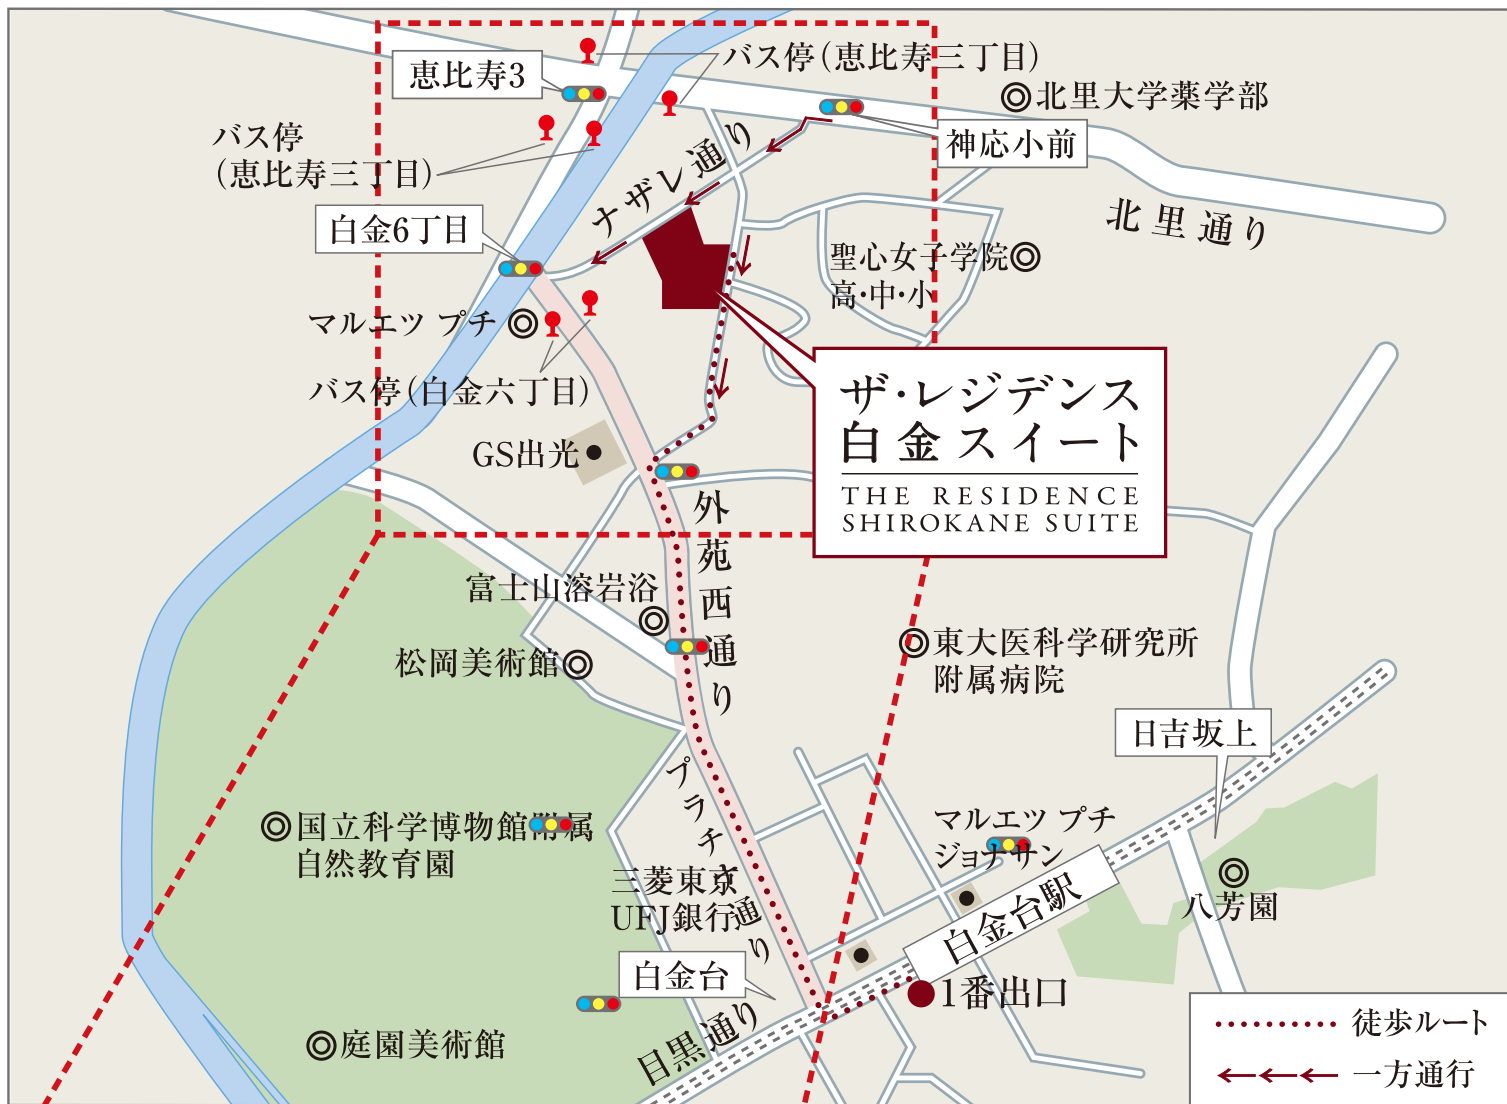 バス停（恵比寿三丁目）
恵比寿3
北里大学薬学部
バス停
（恵比寿三丁目）
神応小前
ナザレ通り
白金6丁目
北里通り
聖心女子学院
高・中・小
マルエツ プチ
バス停（白金六丁目）
ザ・レジデンス
白金スイート
THE RESIDENCE
SHIROKANE SUITE
GS出光
外苑西通り
富士山溶岩浴
松岡美術館
東大医科学研究所
附属病院
日吉坂上
プラチナ通り
国立科学博物館附属
自然教育園
マルエツ プチ
ジョナサン
三菱東京
UFJ銀行
白金台駅
八芳園
白金台
1番出口
目黒通り
庭園美術館
徒歩ルート
一方通行